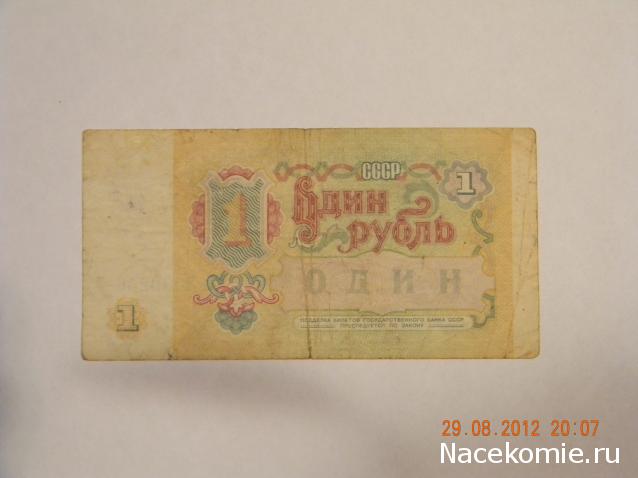 СССР
1
1
Один
рубль
ОДИН
ПОДДЕЛКА БИЛЕТОВ ГОСУДАРСТВЕННОГО БАНКА СССР
ПРЕСЛЕДУЕТСЯ ПО ЗАКОНУ
1
29.08.2012 20:07
Nacekomie.ru